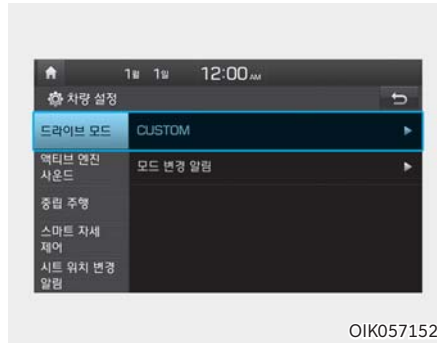 1월 1일 12:00 AM
차량 설정
드라이브 모드 CUSTOM
액티브 엔진
사운드
모드 변경 알림
중립 주행
스마트 자세
제어
시트 위치 변경
알림
OIK057152